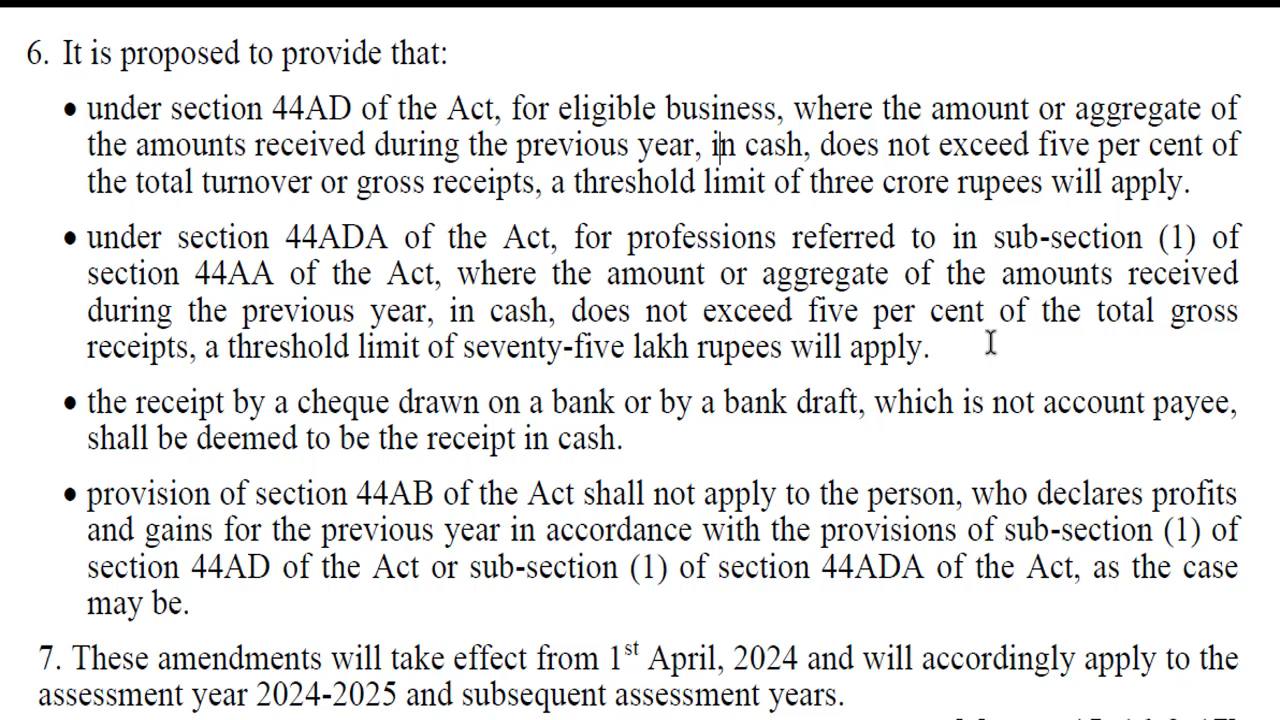 6. It is proposed to provide that:
• under section 44AD of the Act, for eligible business, where the amount or aggregate of
the amounts received during the previous year, in cash, does not exceed five per cent of
the total turnover or gross receipts, a threshold limit of three crore rupees will apply.
• under section 44ADA of the Act, for professions referred to in sub-section (1) of
section 44AA of the Act, where the amount or aggregate of the amounts received
during the previous year, in cash, does not exceed five per cent of the total gross
receipts, a threshold limit of seventy-five lakh rupees will apply.
• the receipt by a cheque drawn on a bank or by a bank draft, which is not account payee,
shall be deemed to be the receipt in cash.
• provision of section 44AB of the Act shall not apply to the person, who declares profits
and gains for the previous year in accordance with the provisions of sub-section (1) of
section 44AD of the Act or sub-section (1) of section 44ADA of the Act, as the case
may be.
7. These amendments will take effect from 1st April, 2024 and will accordingly apply to the
assessment year 2024-2025 and subsequent assessment years.